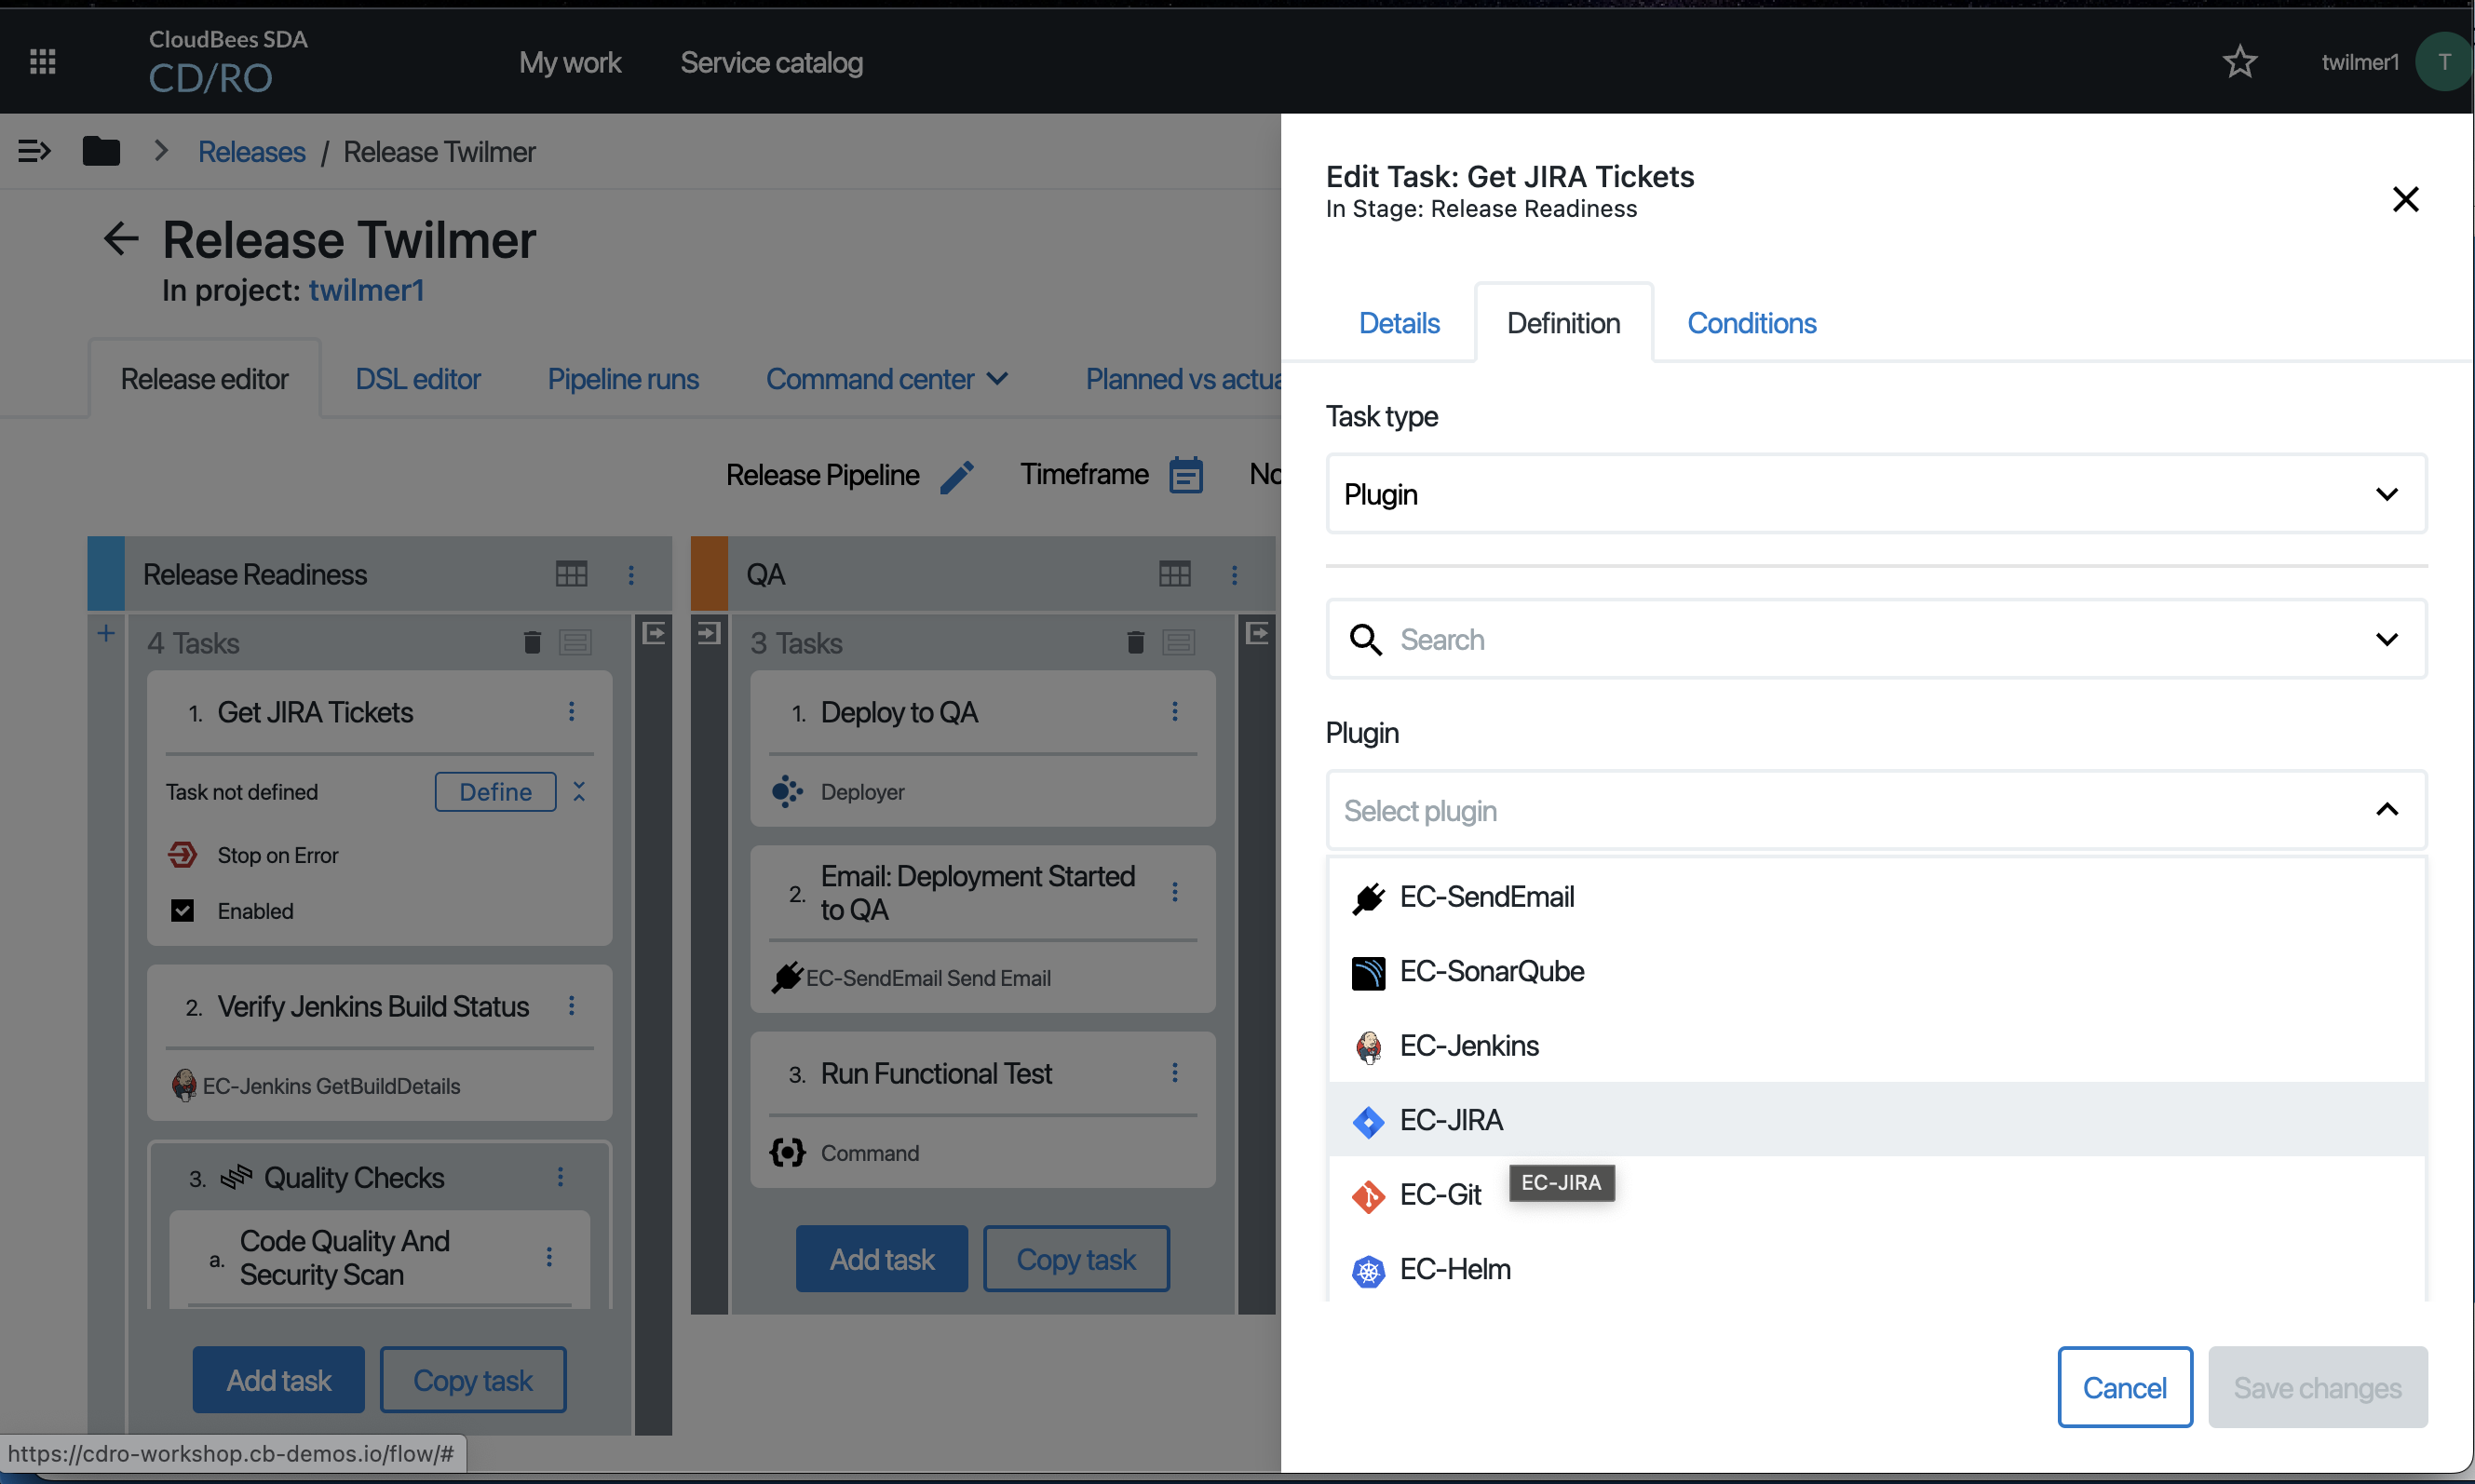 CloudBees SDA
CD/RO
My work
Service catalog
twilmer1
T
Releases / Release Twilmer
Release Twilmer
In project: twilmer1
Release editor
DSL editor
Pipeline runs
Command center
Planned vs actua
Release Pipeline
Timeframe
No
Release Readiness
4 Tasks
1. Get JIRA Tickets
Task not defined
Define
Stop on Error
Enabled
2. Verify Jenkins Build Status
EC-Jenkins GetBuildDetails
3. Quality Checks
a. Code Quality And
Security Scan
Add task
Copy task
QA
3 Tasks
1. Deploy to QA
Deployer
2. Email: Deployment Started
to QA
EC-SendEmail Send Email
3. Run Functional Test
Command
Add task
Copy task
Edit Task: Get JIRA Tickets
In Stage: Release Readiness
Details
Definition
Conditions
Task type
Plugin
Search
Plugin
Select plugin
EC-SendEmail
EC-SonarQube
EC-Jenkins
EC-JIRA
EC-JIRA
EC-Git
EC-Helm
Cancel
Save changes
https://cdro-workshop.cb-demos.io/flow/#